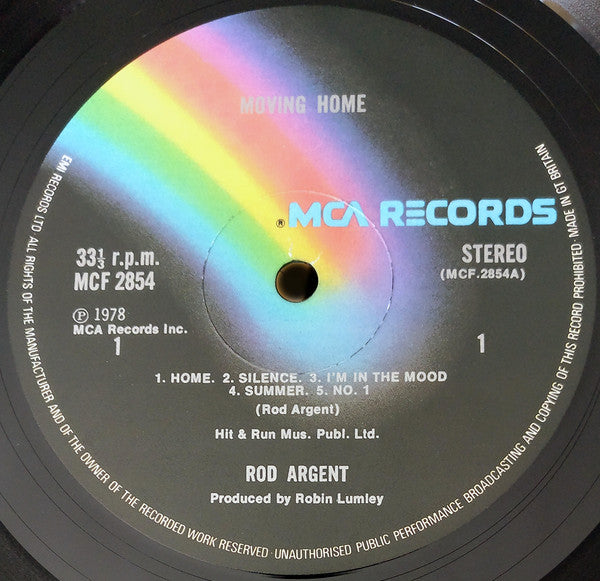 MOVING HOME
® MCA RECORDS
33⅓ r.p.m.
MCF 2854
STEREO
(MCF.2854A)
℗ 1978
MCA Records Inc.
1
1
1. HOME. 2. SILENCE. 3. I'M IN THE MOOD
4. SUMMER. 5. NO. 1
(Rod Argent)
Hit & Run Mus. Publ. Ltd.
ROD ARGENT
Produced by Robin Lumley
EMI RECORDS LTD ALL RIGHTS OF THE MANUFACTURER AND OF THE OWNER OF THE RECORDED WORK RESERVED · UNAUTHORISED PUBLIC PERFORMANCE BROADCASTING AND COPYING OF THIS RECORD PROHIBITED · MADE IN GT BRITAIN